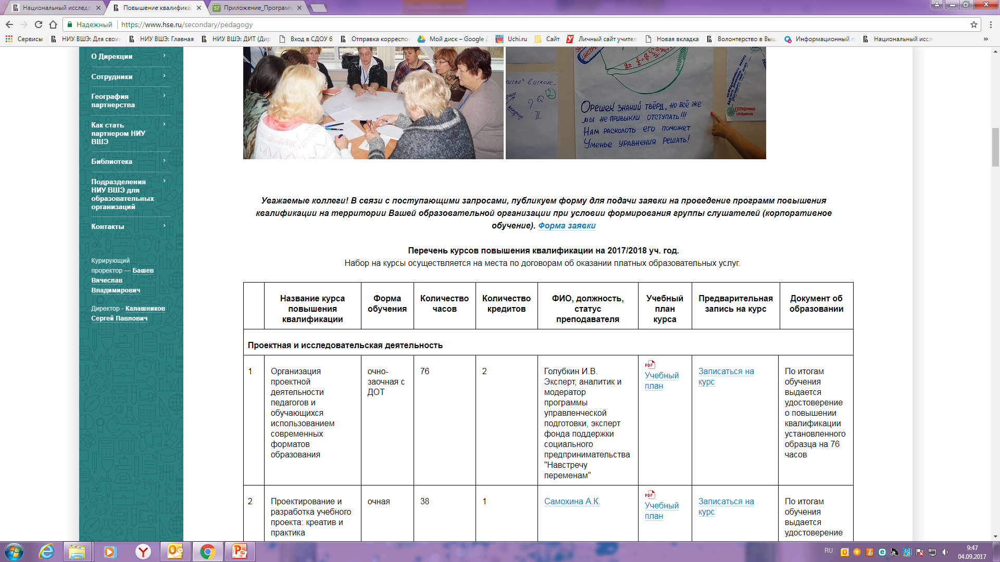 Национальный исследо
Повышение квалификац
Приложение_Програм
Надежный
https://www.hse.ru/secondary/pedagogy
Сервисы
НИУ ВШЭ: Для свои
НИУ ВШЭ: Главная
НИУ ВШЭ: ДИТ (Дир
Вход в СДОУ 6
Отправка корреспо
Мой диск – Google Д
Uchi.ru
Сайт
Личный сайт учител
Новая вкладка
Волонтерство в Выш
Информационный п
Национальный иссл
О Дирекции
Сотрудники
География
партнерства
Как стать
партнером НИУ
ВШЭ
Библиотека
Подразделения
НИУ ВШЭ для
образовательных
организаций
Контакты
Курирующий
проректор — Башев
Вячеслав
Владимирович
Директор - Калашников
Сергей Павлович
Орешек знаний твёрд, но всё же
мы не привыкли отступать!!!
Нам расколоть его поможет
Уменье уравнения решать!
Определение
уравнения
Уважаемые коллеги! В связи с поступающими запросами, публикуем форму для подачи заявки на проведение программ повышения
квалификации на территории Вашей образовательной организации при условии формирования группы слушателей (корпоративное
обучение). Форма заявки
Перечень курсов повышения квалификации на 2017/2018 уч. год.
Набор на курсы осуществляется на места по договорам об оказании платных образовательных услуг.
Название курса
повышения
квалификации
Форма
обучения
Количество
часов
Количество
кредитов
ФИО, должность,
статус
преподавателя
Учебный
план
курса
Предварительная
запись на курс
Документ об
образовании
Проектная и исследовательская деятельность
1
Организация
проектной
деятельности
педагогов и
обучающихся
использованием
современных
форматов
образования
очно-
заочная с
ДОТ
76
2
Голубкин И.В.
Эксперт, аналитик и
модератор
программы
управленческой
подготовки, эксперт
фонда поддержки
социального
предпринимательства
"Навстречу
переменам"
PDF
Учебный
план
Записаться на
курс
По итогам
обучения
выдается
удостоверение
о повышении
квалификации
установленного
образца на 76
часов
2
Проектирование и
разработка учебного
проекта: креатив и
практика
очная
38
1
Самохина А.К.
PDF
Учебный
план
Записаться на
курс
По итогам
обучения
выдается
удостоверение
RU
9:47
04.09.2017